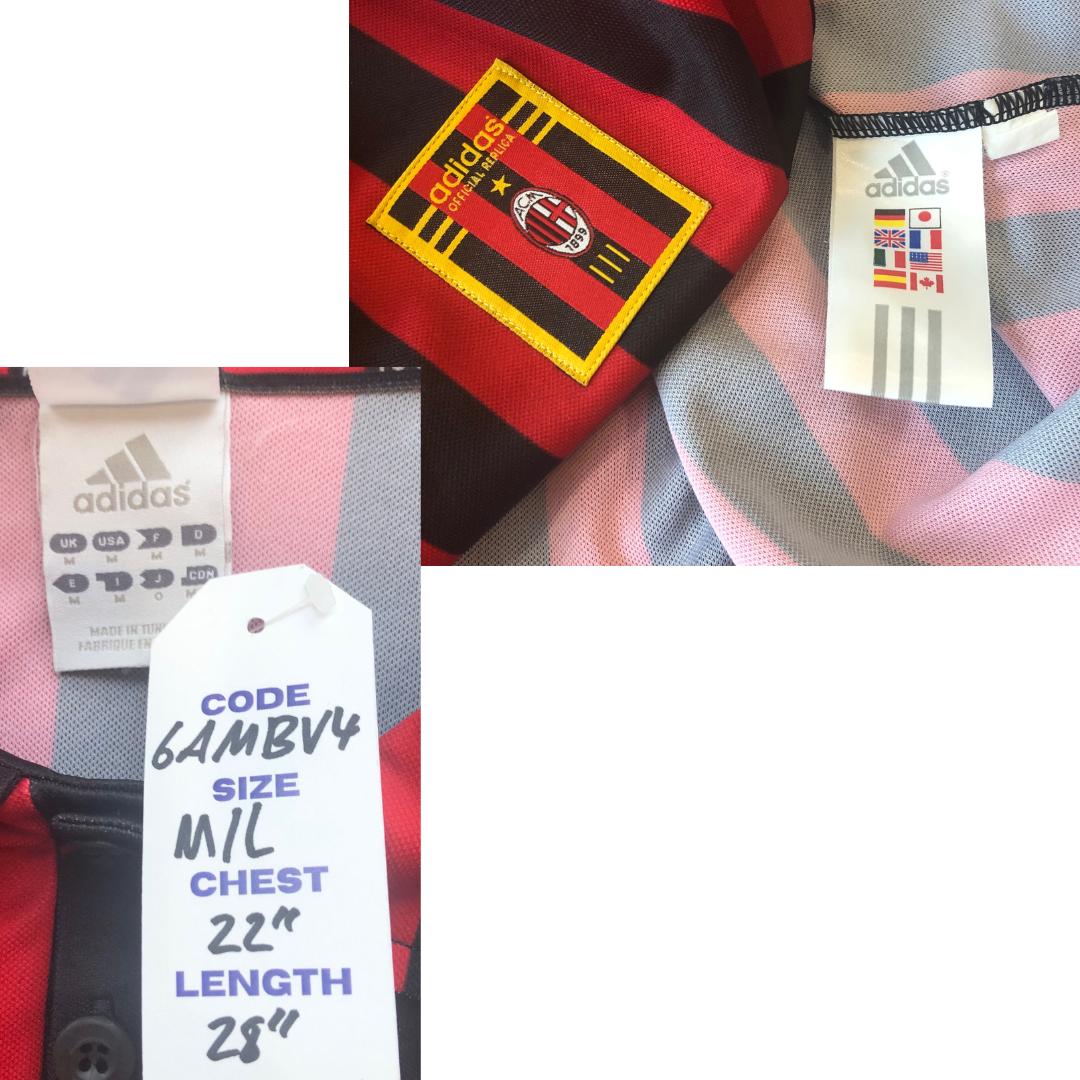 adidas
OFFICIAL REPLICA
ACM
1899
adidas
adidas
UK USA F D
M M M M
E I J CDN
M M O M
MADE IN
FABRIQUE EN
CODE
6AMBV4
SIZE
M/L
CHEST
22"
LENGTH
28"